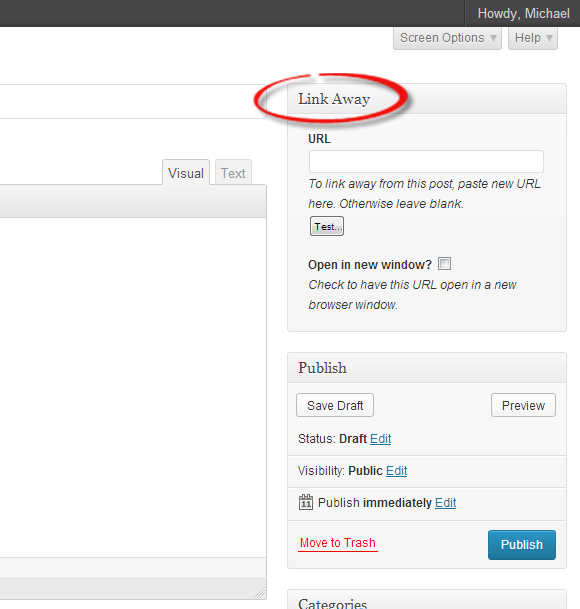 Howdy, Michael
Screen Options Help
Link Away
URL
Visual Text
To link away from this post, paste new URL
here. Otherwise leave blank.
Test...
Open in new window?
Check to have this URL open in a new
browser window.
Publish
Save Draft Preview
Status: Draft Edit
Visibility: Public Edit
11 Publish immediately Edit
Move to Trash Publish
Categories